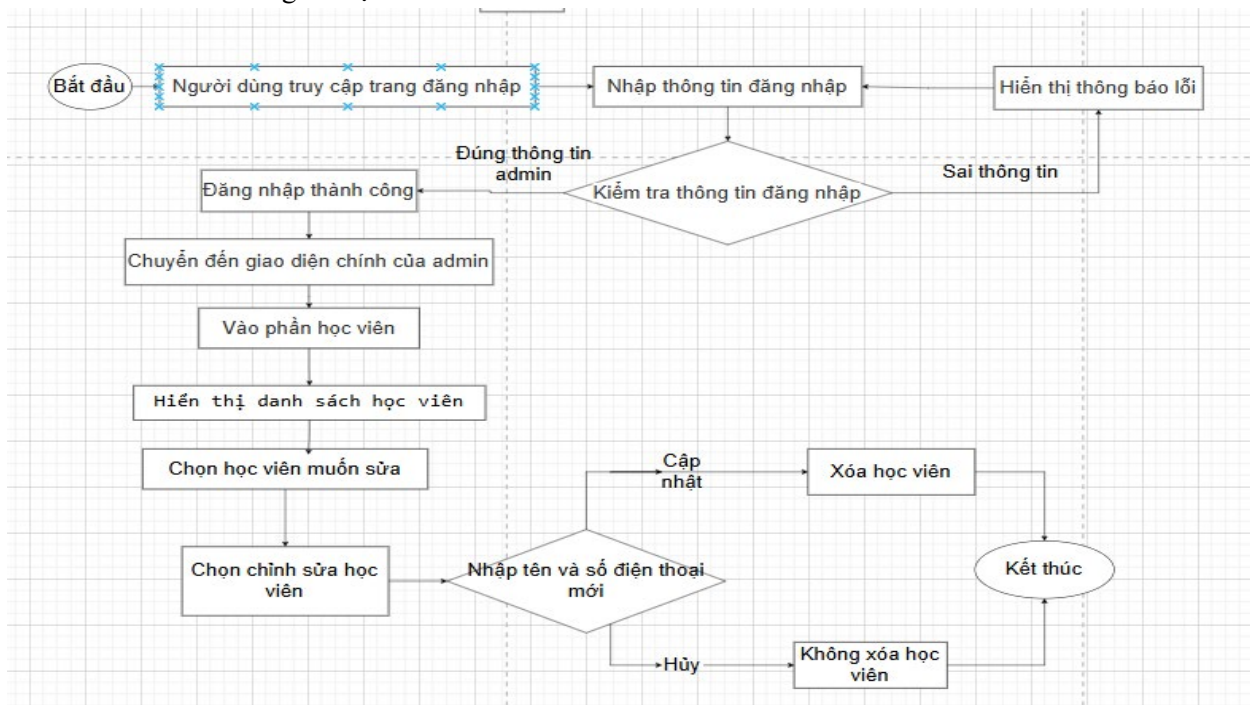 Bắt đầu
Người dùng truy cập trang đăng nhập
Nhập thông tin đăng nhập
Hiển thị thông báo lỗi
Đúng thông tin
admin
Kiểm tra thông tin đăng nhập
Sai thông tin
Đăng nhập thành công
Chuyển đến giao diện chính của admin
Vào phần học viên
Hiển thị danh sách học viên
Chọn học viên muốn sửa
Chọn chỉnh sửa học
viên
Nhập tên và số điện thoại
mới
Cập
nhật
Xóa học viên
Kết thúc
Hủy
Không xóa học
viên